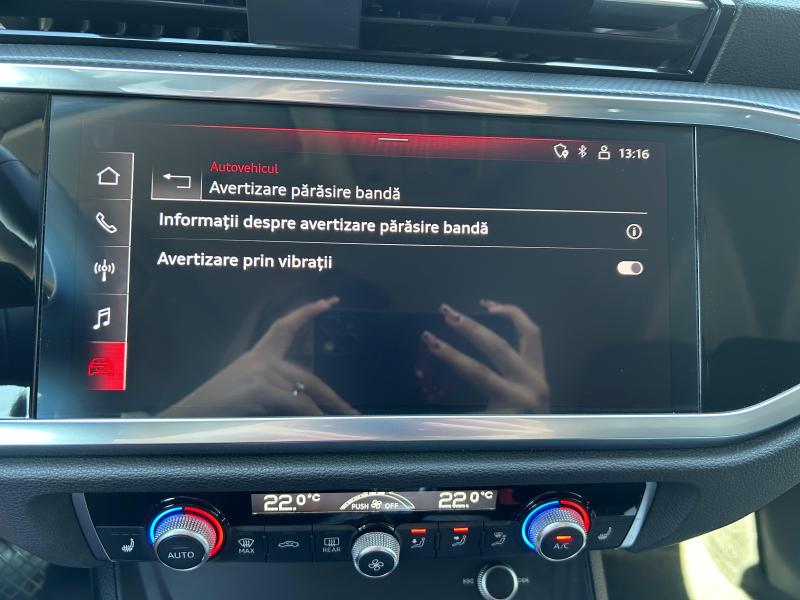 13:16
Autovehicul
Avertizare părăsire bandă
Informații despre avertizare părăsire bandă
Avertizare prin vibrații
22.0°C
PUSH OFF
22.0°C
AUTO
MAX
REAR
A/C